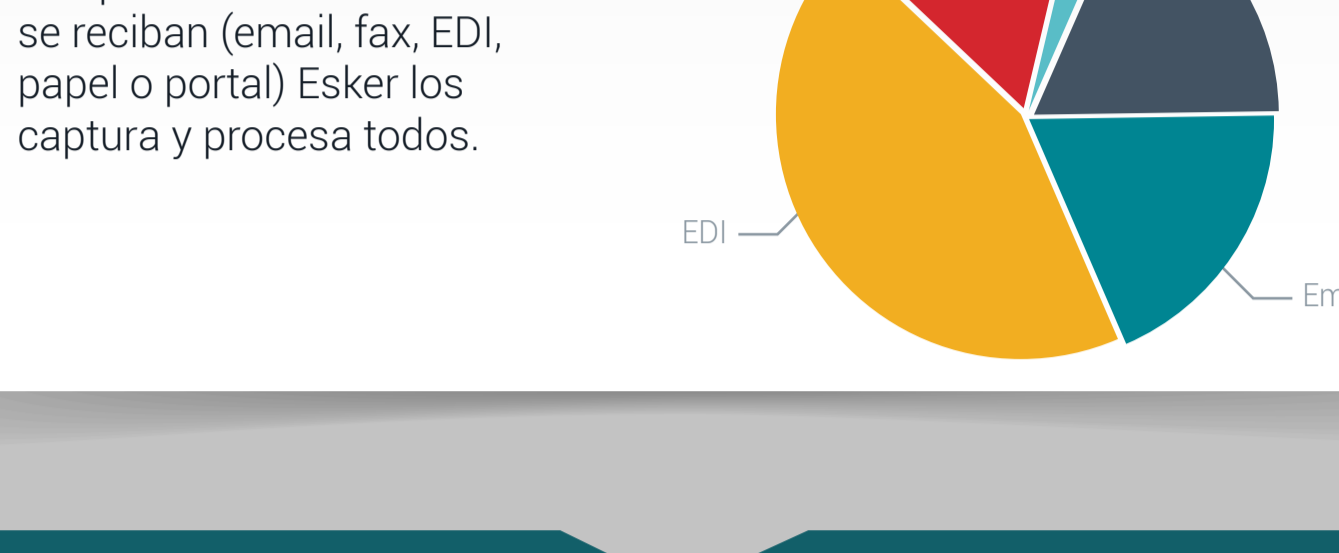 se reciban (email, fax, EDI,
papel o portal) Esker los
captura y procesa todos.
EDI